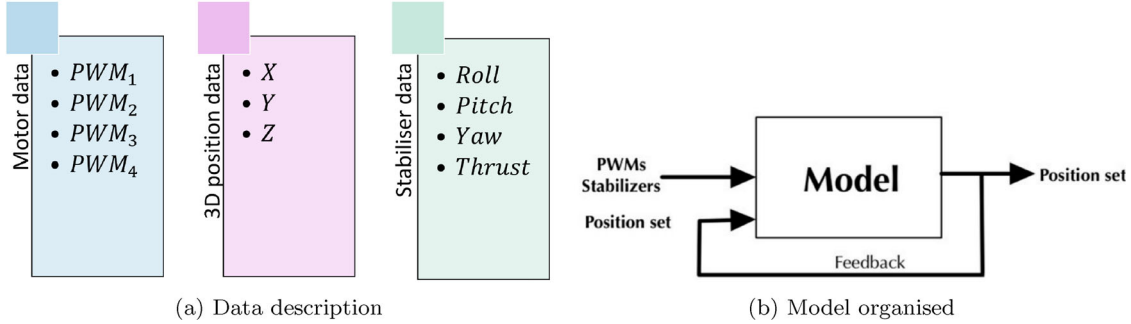 Motor data
• PWM₁
• PWM₂
• PWM₃
• PWM₄
3D position data
• X
• Y
• Z
Stabiliser data
• Roll
• Pitch
• Yaw
• Thrust
(a) Data description
PWMs
Stabilizers
Position set
Model
Position set
Feedback
(b) Model organised